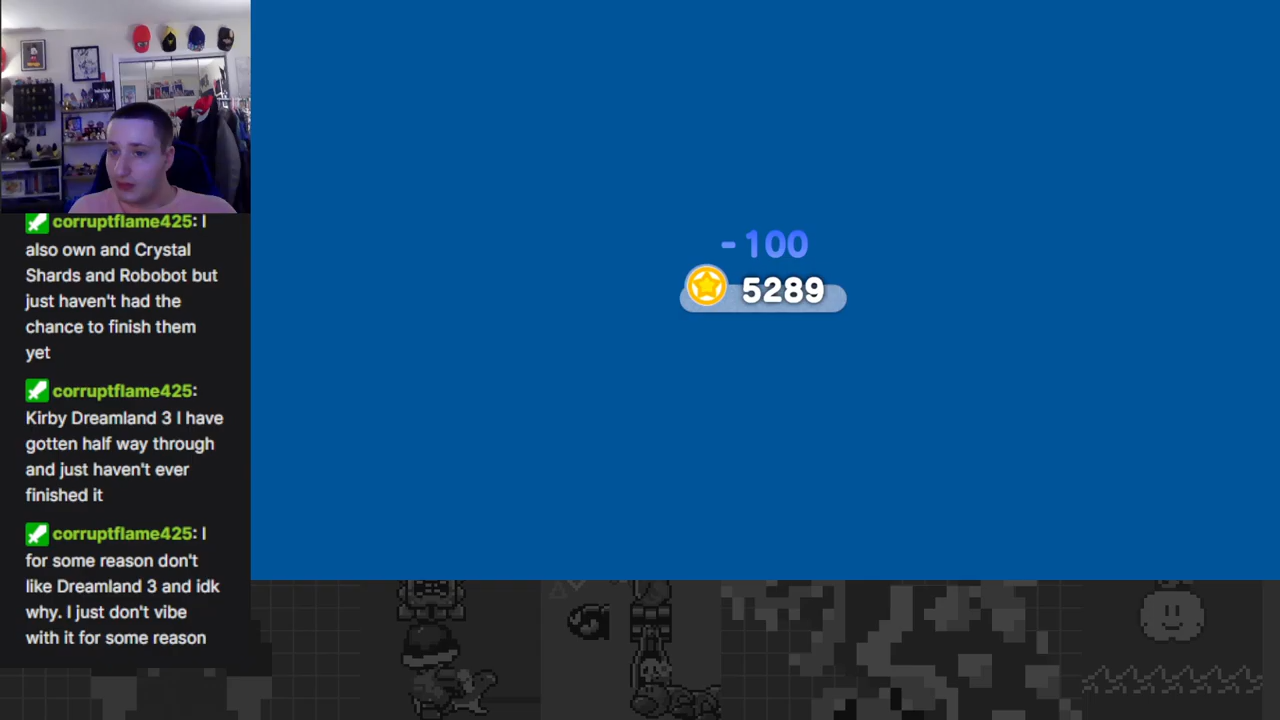 corruptflame425: I
also own and Crystal
Shards and Robobot but
just haven't had the
chance to finish them
yet
corruptflame425:
Kirby Dreamland 3 I have
gotten half way through
and just haven't ever
finished it
corruptflame425: I
for some reason don't
like Dreamland 3 and idk
why. I just don't vibe
with it for some reason
-100
5289